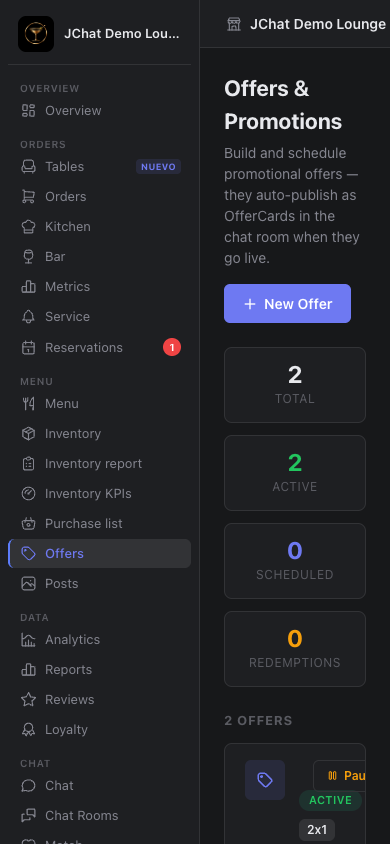 JChat Demo Lou...
OVERVIEW
Overview
ORDERS
Tables NUEVO
Orders
Kitchen
Bar
Metrics
Service
Reservations 1
MENU
Menu
Inventory
Inventory report
Inventory KPIs
Purchase list
Offers
Posts
DATA
Analytics
Reports
Reviews
Loyalty
CHAT
Chat
Chat Rooms
JChat Demo Lounge
Offers &
Promotions
Build and schedule
promotional offers —
they auto-publish as
OfferCards in the
chat room when they
go live.
+ New Offer
2
TOTAL
2
ACTIVE
0
SCHEDULED
0
REDEMPTIONS
2 OFFERS
Pau
ACTIVE
2x1